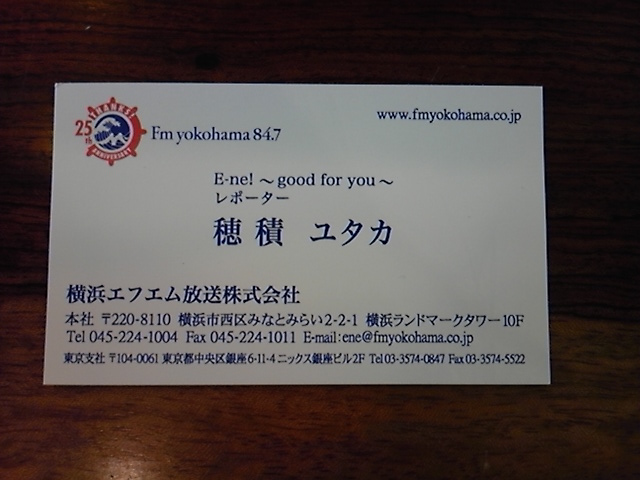 THANKS!
25th
ANNIVERSARY
Fm yokohama 84.7
www.fmyokohama.co.jp
E-ne! ～good for you～
レポーター
穂積 ユタカ
横浜エフエム放送株式会社
本社 〒220-8110 横浜市西区みなとみらい2-2-1 横浜ランドマークタワー10F
Tel 045-224-1004 Fax 045-224-1011 E-mail:ene@fmyokohama.co.jp
東京支社 〒104-0061 東京都中央区銀座6-11-4 ニックス銀座ビル2F Tel 03-3574-0847 Fax 03-3574-5522